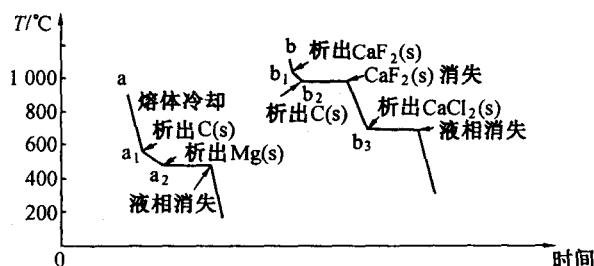 T/°C
1 000
800
600
400
200
0
时间
a
熔体冷却
析出C(s)
a1
析出Mg(s)
a2
液相消失
b
析出CaF2(s)
b1
CaF2(s) 消失
b2
析出C(s)
析出CaCl2(s)
b3
液相消失